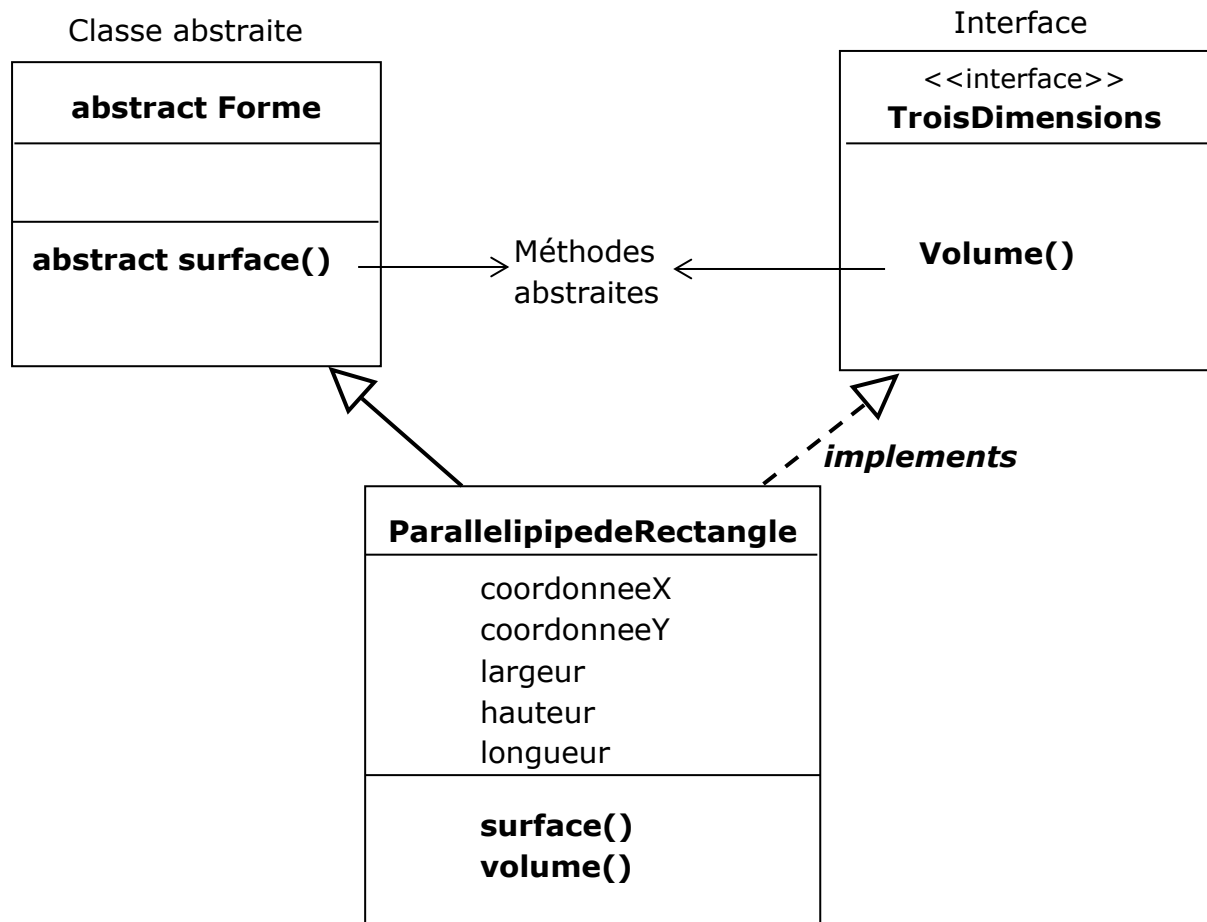 Classe abstraite
abstract Forme
abstract surface()
Méthodes
abstraites
Interface
<<interface>>
TroisDimensions
Volume()
implements
ParallelipipedeRectangle
coordonneeX
coordonneeY
largeur
hauteur
longueur
surface()
volume()